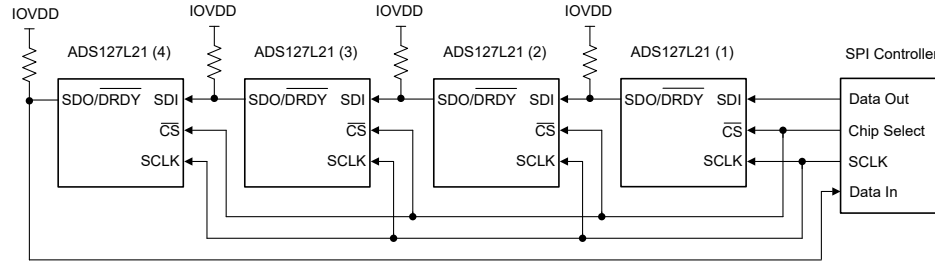 IOVDD IOVDD IOVDD IOVDD
ADS127L21 (4) ADS127L21 (3) ADS127L21 (2) ADS127L21 (1) SPI Controller
SDO/DRDY SDI SDO/DRDY SDI SDO/DRDY SDI SDO/DRDY SDI Data Out
CS CS CS CS Chip Select
SCLK SCLK SCLK SCLK SCLK
Data In